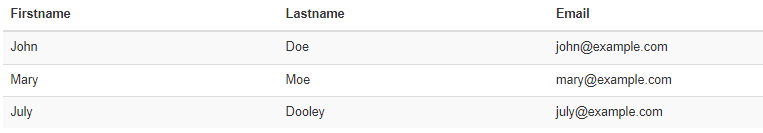 Firstname Lastname Email
John Doe john@example.com
Mary Moe mary@example.com
July Dooley july@example.com